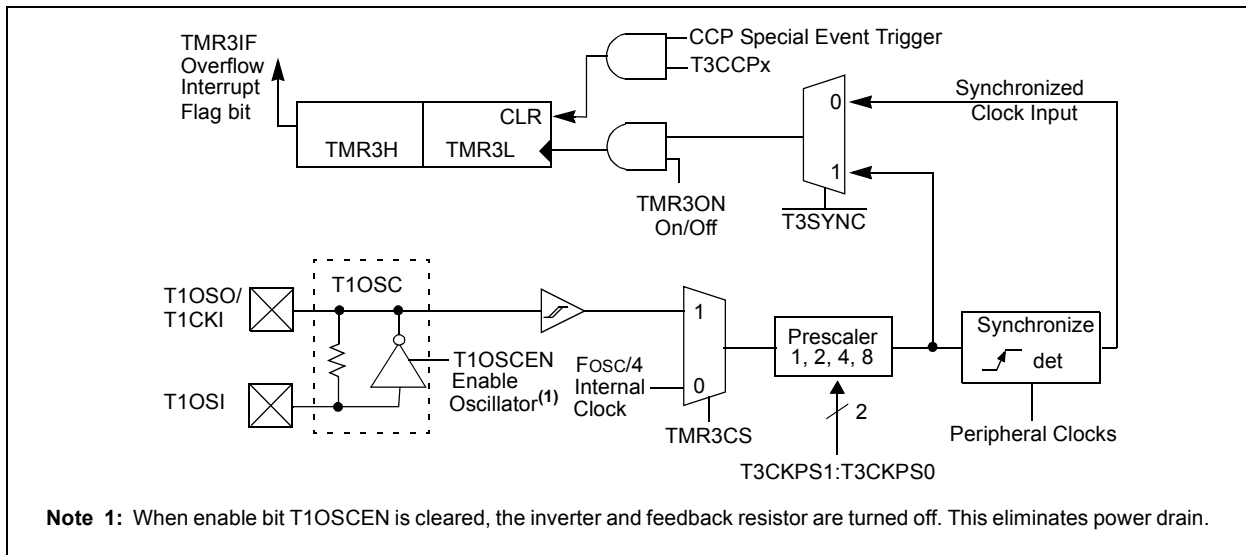 TMR3IF
Overflow
Interrupt
Flag bit
CCP Special Event Trigger
T3CCPx
CLR
TMR3H
TMR3L
TMR3ON
On/Off
0
1
T3SYNC
Synchronized
Clock Input
T1OSO/
T1CKI
T1OSI
T1OSC
T1OSCEN
Enable
Oscillator(1)
FOSC/4
Internal
Clock
1
0
TMR3CS
Prescaler
1, 2, 4, 8
2
T3CKPS1:T3CKPS0
Synchronize
det
Peripheral Clocks
Note 1: When enable bit T1OSCEN is cleared, the inverter and feedback resistor are turned off. This eliminates power drain.